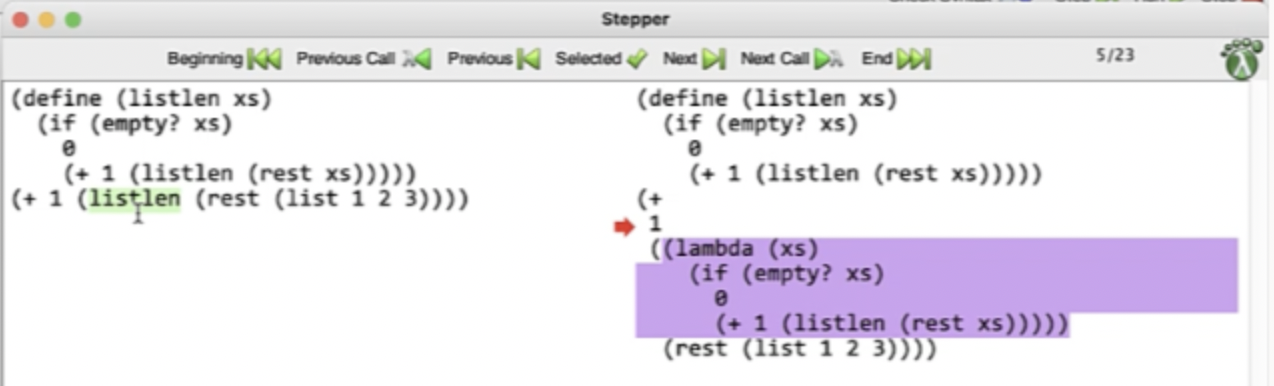 Stepper
Beginning Previous Call Previous Selected Next Next Call End 5/23
(define (listlen xs)
(if (empty? xs)
0
(+ 1 (listlen (rest xs)))))
(+ 1 (listlen (rest (list 1 2 3))))
(define (listlen xs)
(if (empty? xs)
0
(+ 1 (listlen (rest xs)))))
(+
1
((lambda (xs)
(if (empty? xs)
0
(+ 1 (listlen (rest xs)))))
(rest (list 1 2 3))))